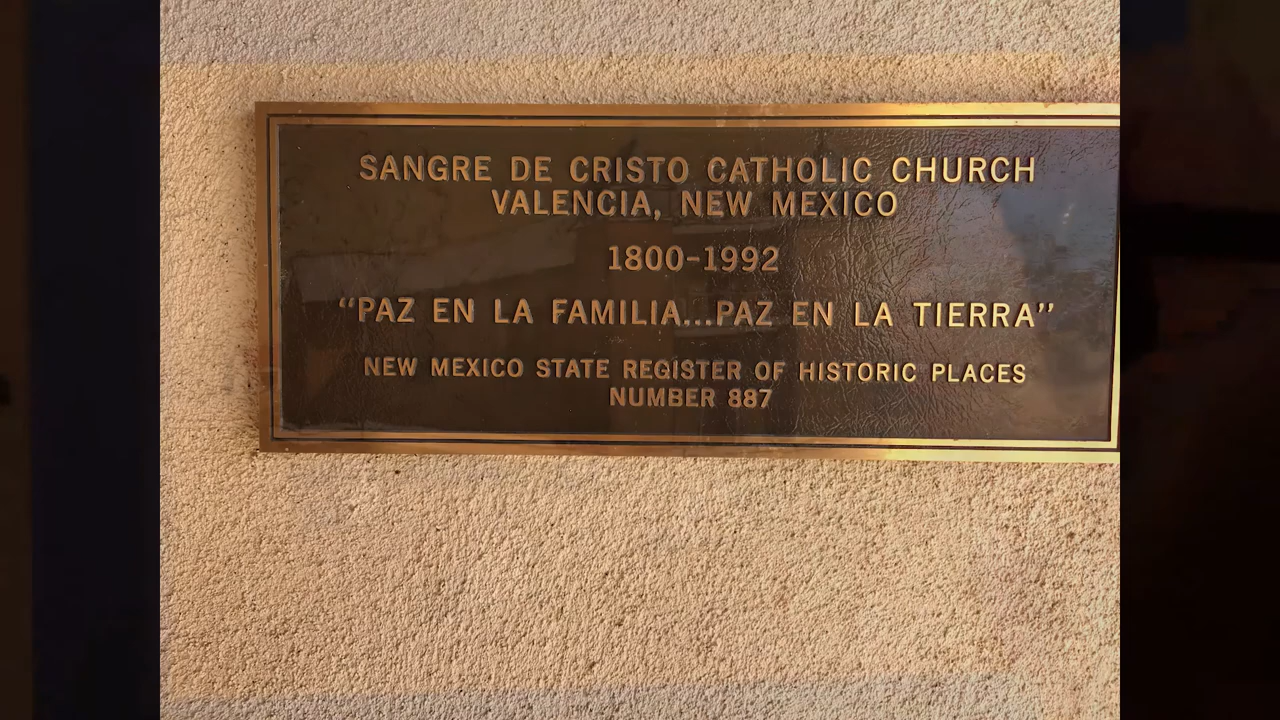 SANGRE DE CRISTO CATHOLIC CHURCH
VALENCIA, NEW MEXICO
1800-1992
“PAZ EN LA FAMILIA...PAZ EN LA TIERRA”
NEW MEXICO STATE REGISTER OF HISTORIC PLACES
NUMBER 887